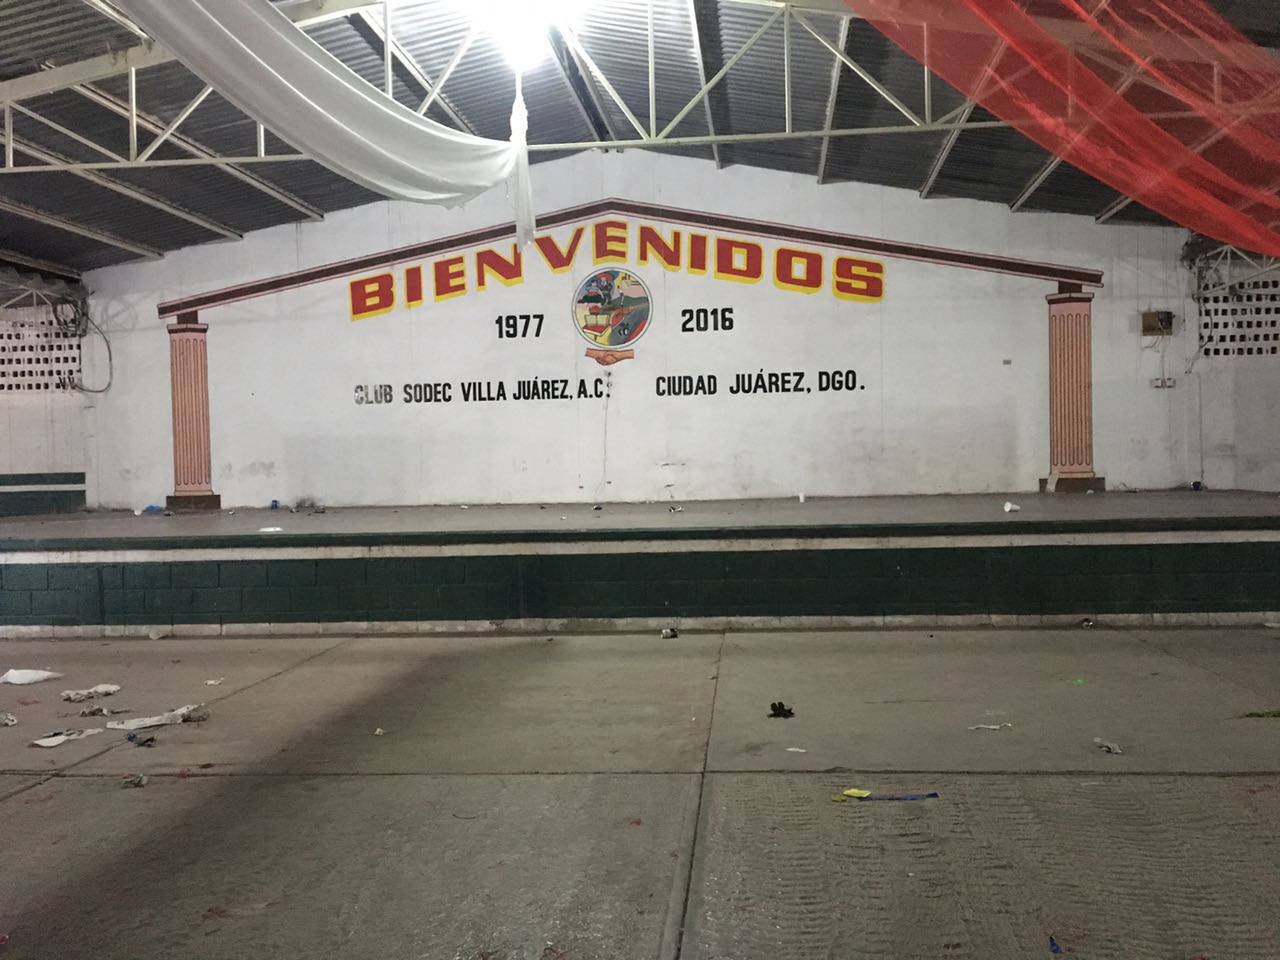 BIENVENIDOS
1977 2016
CLUB SODEC VILLA JUÁREZ, A.C. CIUDAD JUÁREZ, DGO.